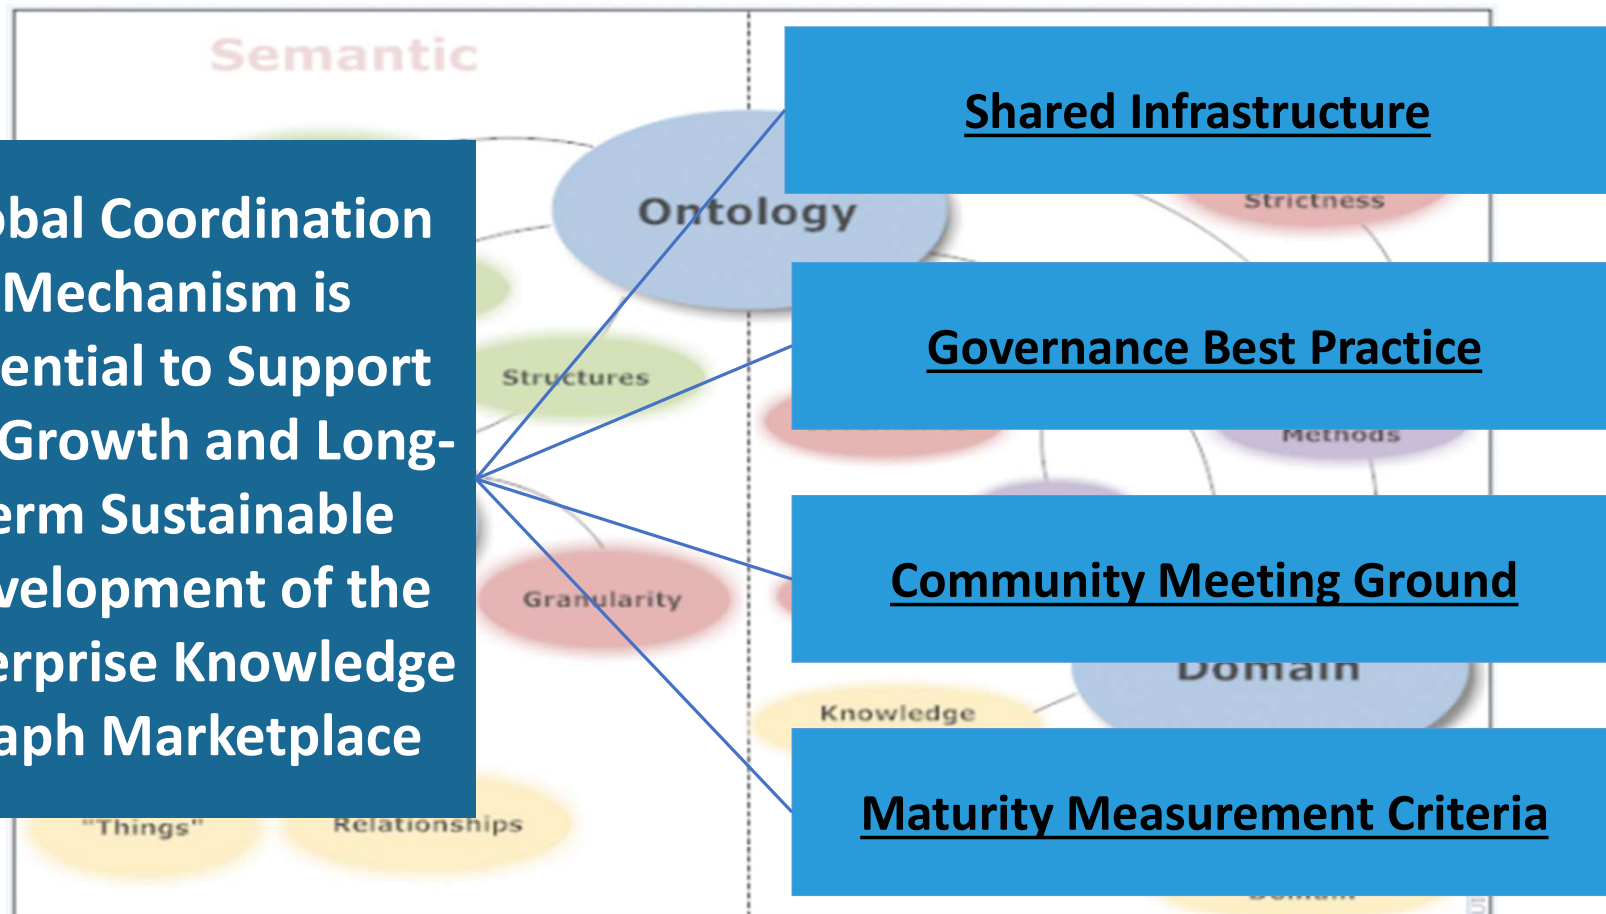 Semantic
Shared Infrastructure
Ontology
Strictness
obal Coordination
Mechanism is
ential to Support
Growth and Long-
erm Sustainable
velopment of the
erprise Knowledge
aph Marketplace
Governance Best Practice
Structures
Methods
Community Meeting Ground
Granularity
Domain
Knowledge
Maturity Measurement Criteria
"Things"
Relationships
Domain